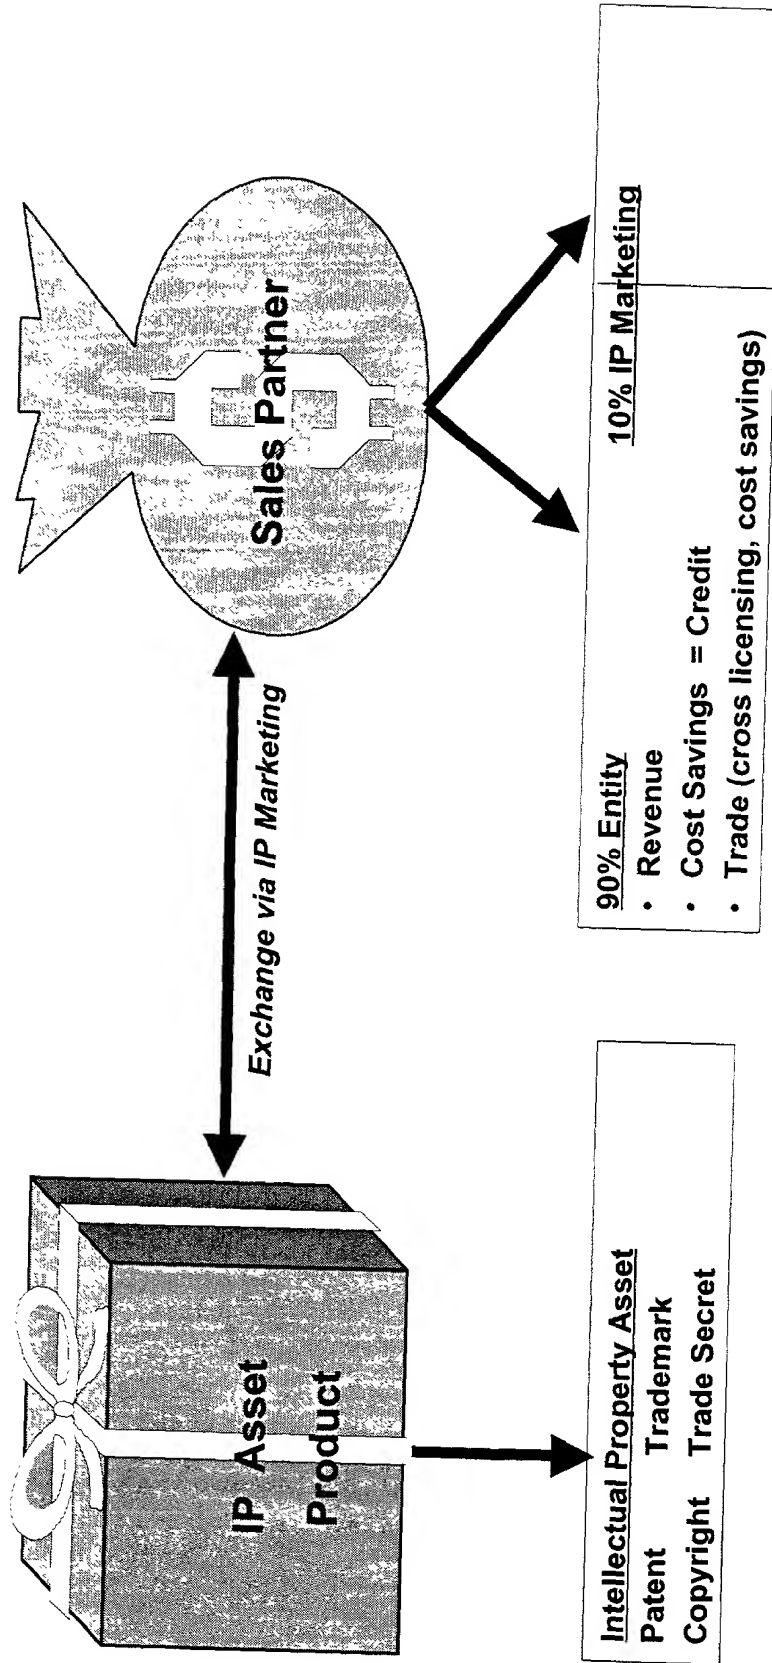 IP Asset
Product
Exchange via IP Marketing
Sales Partner
Intellectual Property Asset
Patent Trademark
Copyright Trade Secret
90% Entity
• Revenue
• Cost Savings = Credit
• Trade (cross licensing, cost savings)
10% IP Marketing